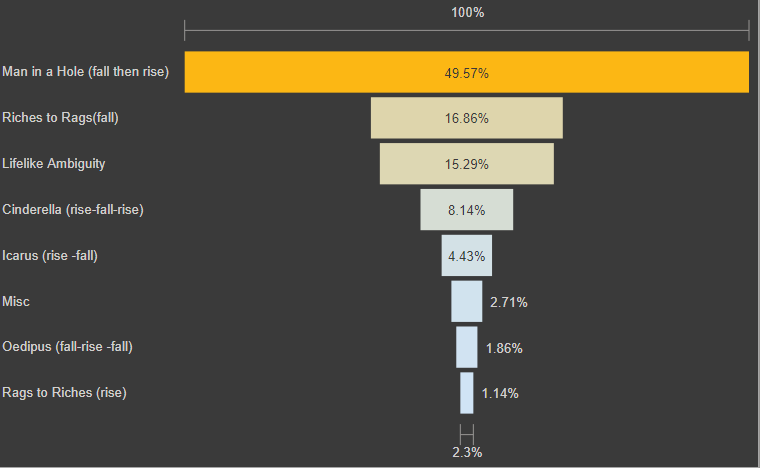 100%
Man in a Hole (fall then rise) 49.57%
Riches to Rags(fall) 16.86%
Lifelike Ambiguity 15.29%
Cinderella (rise-fall-rise) 8.14%
Icarus (rise -fall) 4.43%
Misc 2.71%
Oedipus (fall-rise -fall) 1.86%
Rags to Riches (rise) 1.14%
2.3%